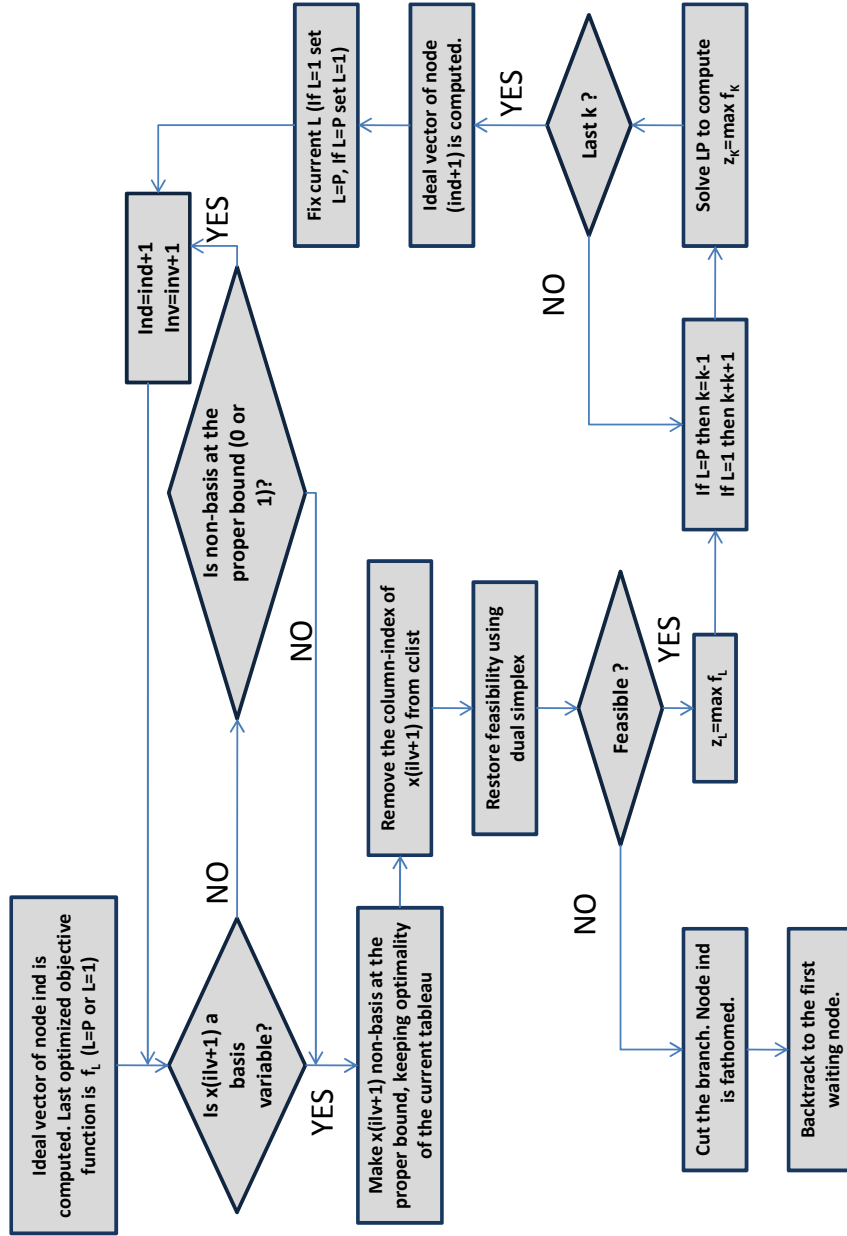 Ideal vector of node ind is
computed. Last optimized objective
function is f_L (L=P or L=1)
Is x(ilv+1) a
basis
variable?
NO
YES
Is non-basis at the
proper bound (0 or
1)?
YES
NO
Ind=ind+1
Inv=inv+1
Make x(ilv+1) non-basis at the
proper bound, keeping optimality
of the current tableau
Remove the column-index of
x(ilv+1) from cclist
Restore feasibility using
dual simplex
Feasible ?
NO
YES
Cut the branch. Node ind
is fathomed.
Backtrack to the first
waiting node.
z_L=max f_L
If L=P then k=k-1
If L=1 then k+k+1
Solve LP to compute
z_K=max f_K
Last k ?
NO
YES
Ideal vector of node
(ind+1) is computed.
Fix current L (If L=1 set
L=P, If L=P set L=1)